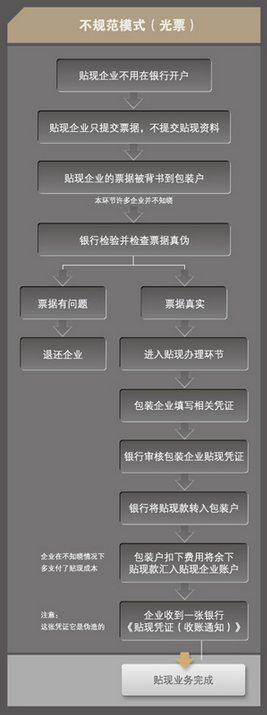 不规范模式（光票）
贴现企业不用在银行开户
贴现企业只提交票据，不提交贴现资料
贴现企业的票据被背书到包装户
本环节许多企业并不知晓
银行检验并检查票据真伪
票据有问题
票据真实
退还企业
进入贴现办理环节
包装企业填写相关凭证
银行审核包装企业贴现凭证
银行将贴现款转入包装户
企业在不知晓情况下
多支付了贴现成本
包装户扣下费用将余下
贴现款汇入贴现企业账户
注意：
这张凭证它是伪造的
企业收到一张银行
《贴现凭证（收账通知）》
贴现业务完成